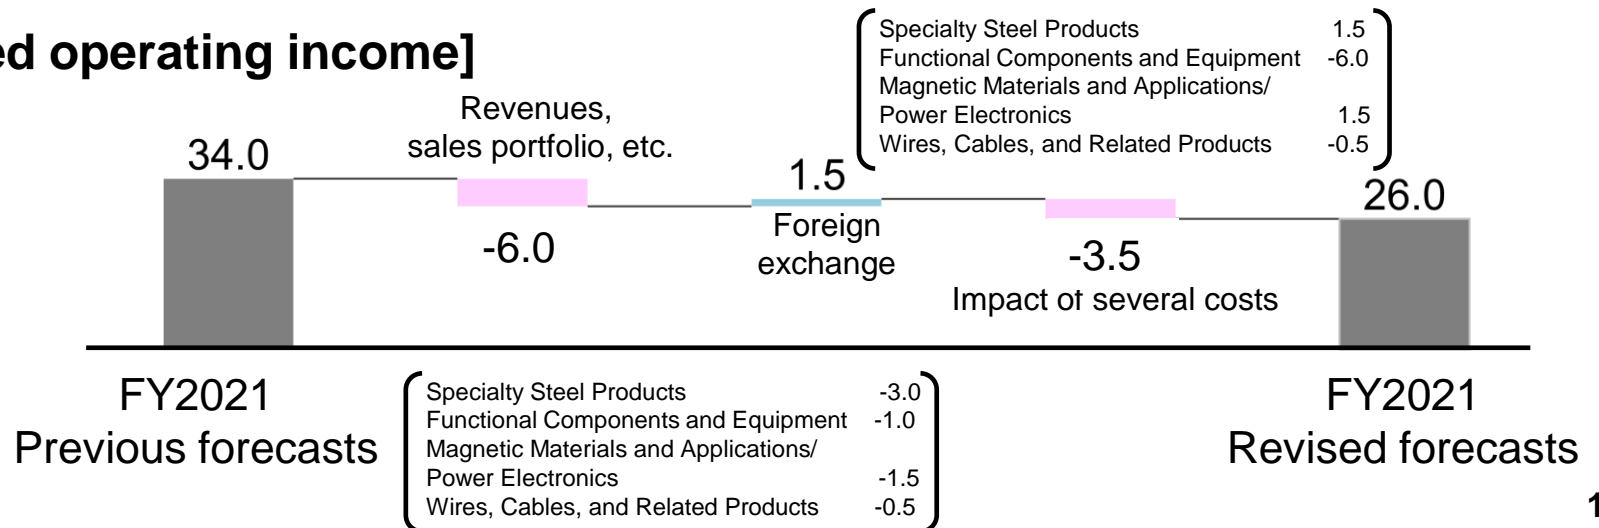 ed operating income]
Specialty Steel Products 1.5
Functional Components and Equipment -6.0
Magnetic Materials and Applications/
Power Electronics 1.5
Wires, Cables, and Related Products -0.5
Revenues,
sales portfolio, etc.
34.0
-6.0
1.5
Foreign
exchange
-3.5
Impact of several costs
26.0
FY2021
Previous forecasts
Specialty Steel Products -3.0
Functional Components and Equipment -1.0
Magnetic Materials and Applications/
Power Electronics -1.5
Wires, Cables, and Related Products -0.5
FY2021
Revised forecasts
1